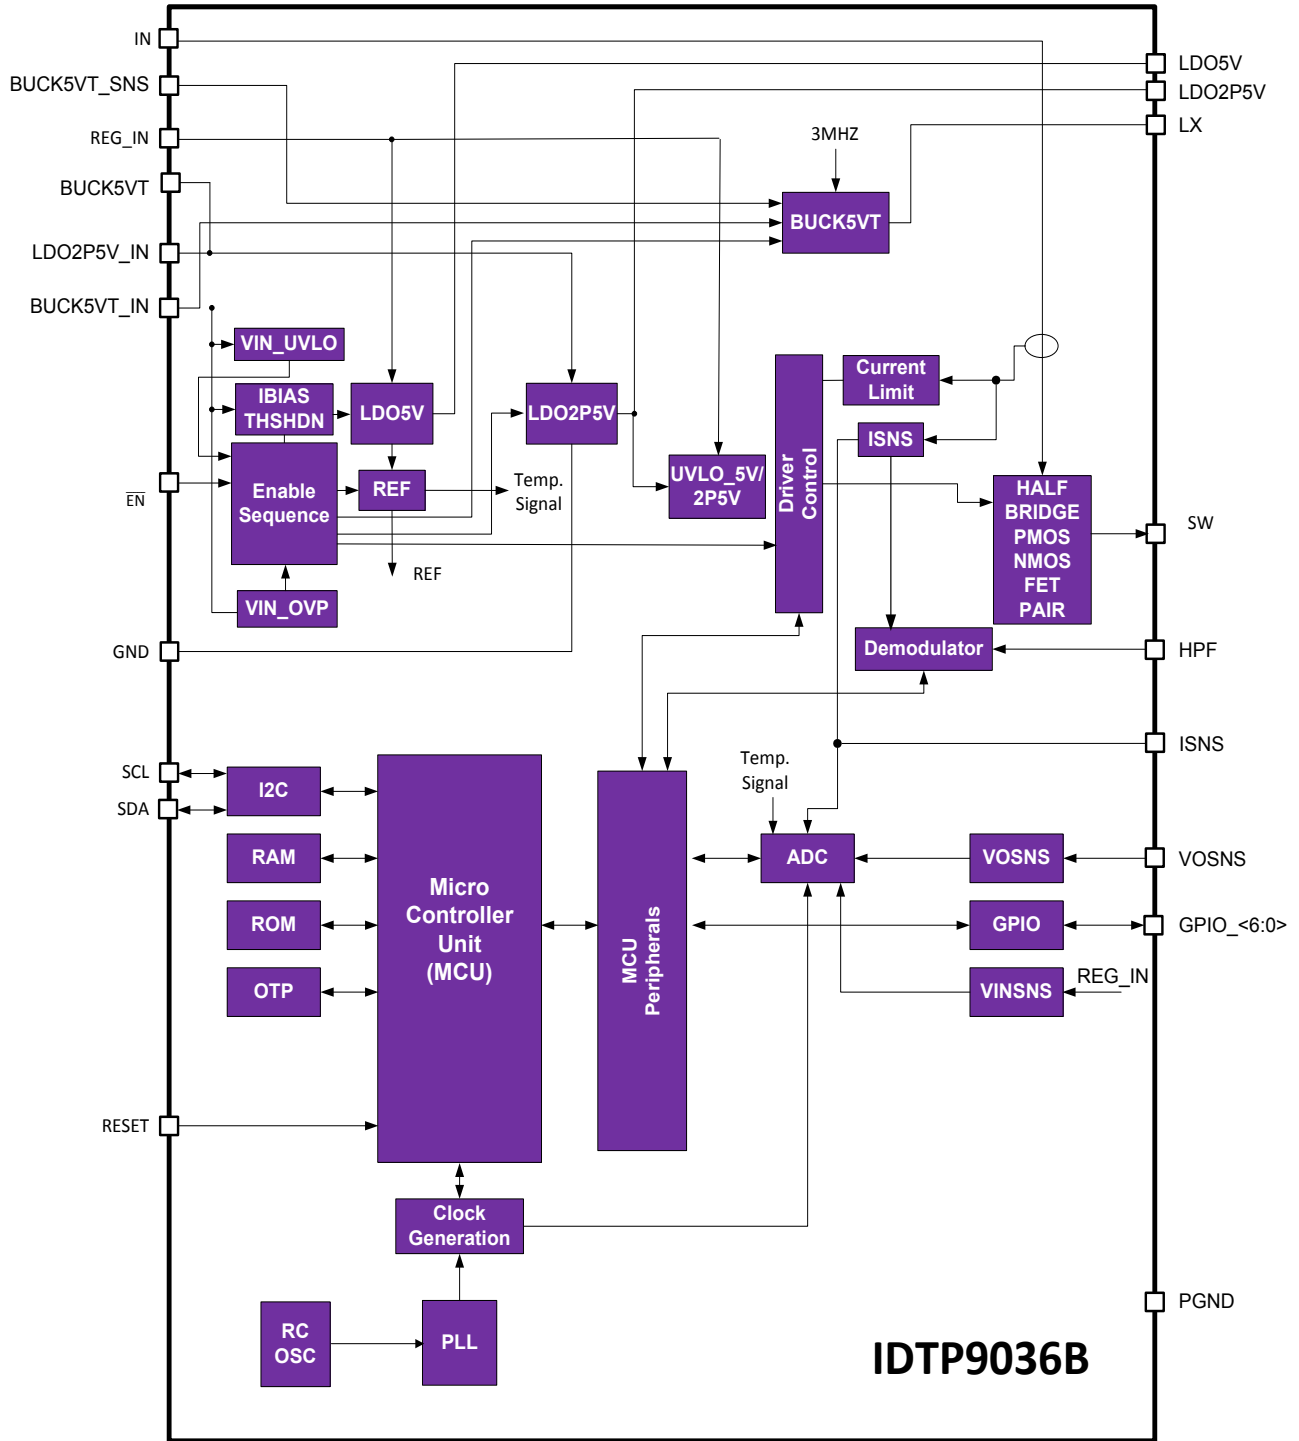 IN
LDO5V
BUCK5VT_SNS
LDO2P5V
LX
REG_IN
3MHZ
BUCK5VT
BUCK5VT
LDO2P5V_IN
BUCK5VT_IN
VIN_UVLO
IBIAS
THSHDN
LDO5V
LDO2P5V
Current
Limit
ISNS
Driver
Control
UVLO_5V/
2P5V
EN
Enable
Sequence
REF
Temp.
Signal
HALF
BRIDGE
PMOS
NMOS
FET
PAIR
SW
REF
VIN_OVP
GND
Demodulator
HPF
ISNS
SCL
SDA
I2C
Temp.
Signal
RAM
ADC
VOSNS
VOSNS
Micro
Controller
Unit
(MCU)
MCU
Peripherals
ROM
GPIO
GPIO_<6:0>
OTP
VINSNS
REG_IN
RESET
Clock
Generation
PGND
RC
OSC
PLL
IDTP9036B